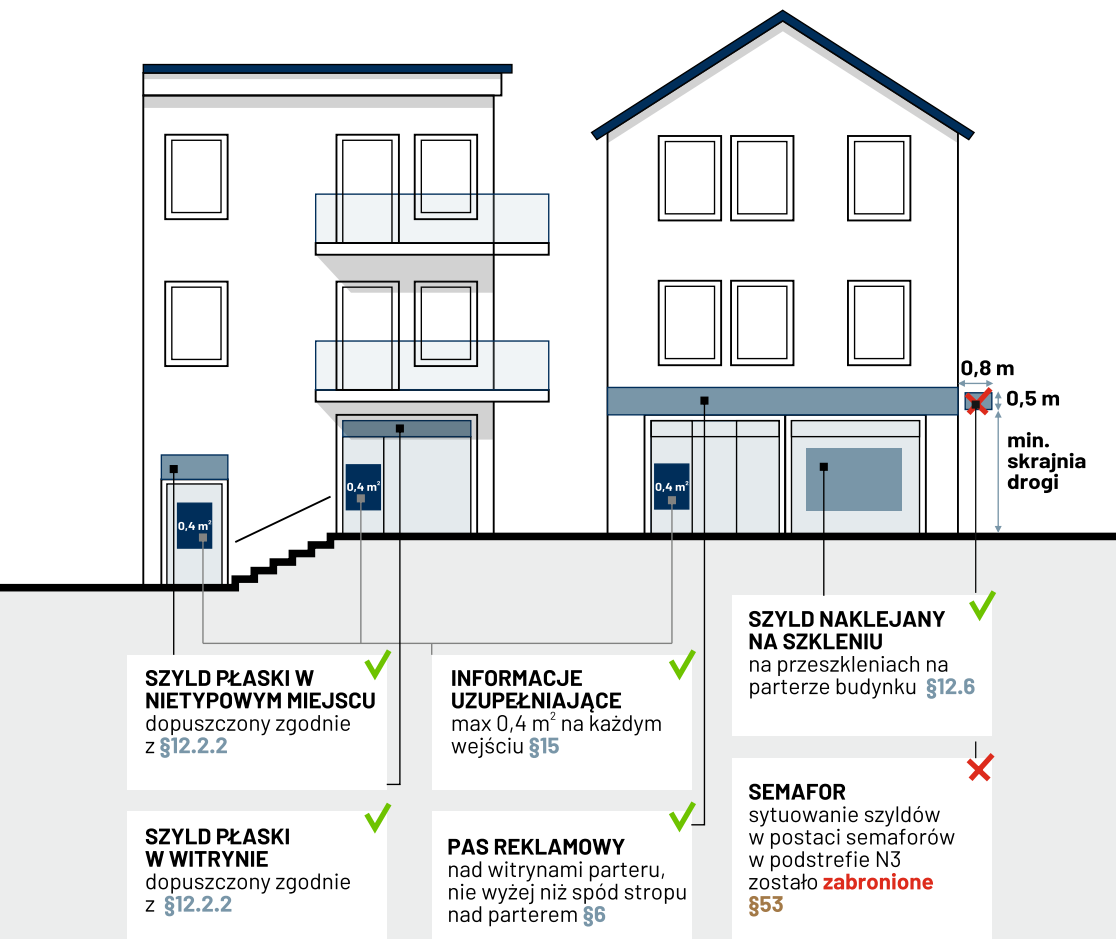 0,8 m
0,5 m
min.
skrajnia
drogi
0,4 m²
0,4 m²
0,4 m²
SZYLD PŁASKI W
NIETYPOWYM MIEJSCU
dopuszczony zgodnie
z §12.2.2
INFORMACJE
UZUPEŁNIAJĄCE
max 0,4 m² na każdym
wejściu §15
SZYLD NAKLEJANY
NA SZKLENIU
na przeszkleniach na
parterze budynku §12.6
SZYLD PŁASKI
W WITRYNIE
dopuszczony zgodnie
z §12.2.2
PAS REKLAMOWY
nad witrynami parteru,
nie wyżej niż spód stropu
nad parterem §6
SEMAFOR
sytuowanie szyldów
w postaci semaforów
w podstrefie N3
zostało zabronione
§53